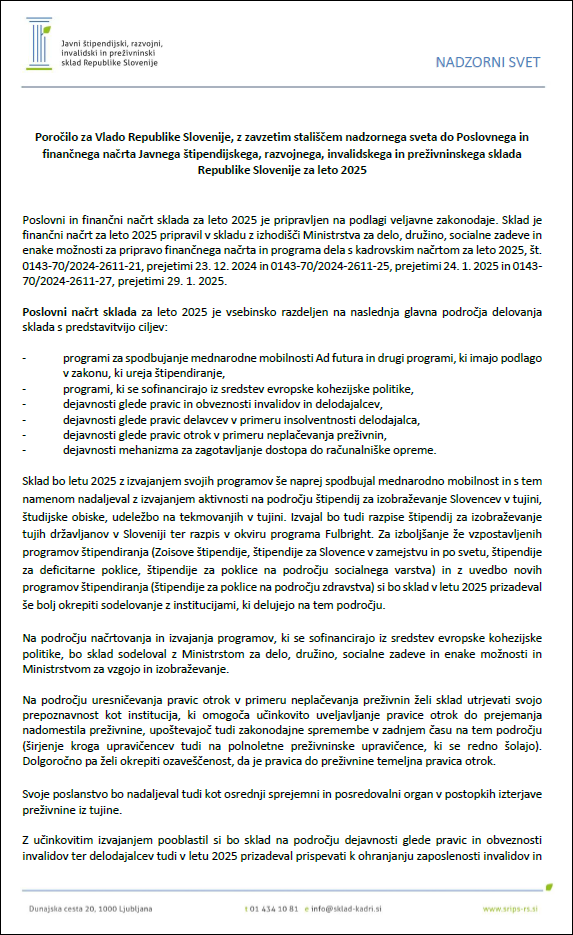 Javni štipendijski, razvojni,
invalidski in preživninski
sklad Republike Slovenije
NADZORNI SVET
Poročilo za Vlado Republike Slovenije, z zavzetim stališčem nadzornega sveta do Poslovnega in
finančnega načrta Javnega štipendijskega, razvojnega, invalidskega in preživninskega sklada
Republike Slovenije za leto 2025
Poslovni in finančni načrt sklada za leto 2025 je pripravljen na podlagi veljavne zakonodaje. Sklad je
finančni načrt za leto 2025 pripravil v skladu z izhodišči Ministrstva za delo, družino, socialne zadeve in
enake možnosti za pripravo finančnega načrta in programa dela s kadrovskim načrtom za leto 2025, št.
0143-70/2024-2611-21, prejetimi 23. 12. 2024 in 0143-70/2024-2611-25, prejetimi 24. 1. 2025 in 0143-
70/2024-2611-27, prejetimi 29. 1. 2025.
Poslovni načrt sklada za leto 2025 je vsebinsko razdeljen na naslednja glavna področja delovanja
sklada s predstavitvijo ciljev:
- programi za spodbujanje mednarodne mobilnosti Ad futura in drugi programi, ki imajo podlago
v zakonu, ki ureja štipendiranje,
- programi, ki se sofinancirajo iz sredstev evropske kohezijske politike,
- dejavnosti glede pravic in obveznosti invalidov in delodajalcev,
- dejavnosti glede pravic delavcev v primeru insolventnosti delodajalca,
- dejavnosti glede pravic otrok v primeru neplačevanja preživnin,
- dejavnosti mehanizma za zagotavljanje dostopa do računalniške opreme.
Sklad bo letu 2025 z izvajanjem svojih programov še naprej spodbujal mednarodno mobilnost in s tem
namenom nadaljeval z izvajanjem aktivnosti na področju štipendij za izobraževanje Slovencev v tujini,
študijske obiske, udeležbo na tekmovanjih v tujini. Izvajal bo tudi razpise štipendij za izobraževanje
tujih državljanov v Sloveniji ter razpis v okviru programa Fulbright. Za izboljšanje že vzpostavljenih
programov štipendiranja (Zoisove štipendije, štipendije za Slovence v zamejstvu in po svetu, štipendije
za deficitarne poklice, štipendije za poklice na področju socialnega varstva) in z uvedbo novih
programov štipendiranja (štipendije za poklice na področju zdravstva) si bo sklad v letu 2025 prizadeval
še bolj okrepiti sodelovanje z institucijami, ki delujejo na tem področju.
Na področju načrtovanja in izvajanja programov, ki se sofinancirajo iz sredstev evropske kohezijske
politike, bo sklad sodeloval z Ministrstom za delo, družino, socialne zadeve in enake možnosti in
Ministrstvom za vzgojo in izobraževanje.
Na področju uresničevanja pravic otrok v primeru neplačevanja preživnin želi sklad utrjevati svojo
prepoznavnost kot institucija, ki omogoča učinkovito uveljavljanje pravice otrok do prejemanja
nadomestila preživnine, upoštevajoč tudi zakonodajne spremembe v zadnjem času na tem področju
(širjenje kroga upravičencev tudi na polnoletne preživninske upravičence, ki se redno šolajo).
Dolgoročno pa želi okrepiti ozaveščenost, da je pravica do preživnine temeljna pravica otrok.
Svoje poslanstvo bo nadaljeval tudi kot osrednji sprejemni in posredovalni organ v postopkih izterjave
preživnine iz tujine.
Z učinkovitim izvajanjem pooblastil si bo sklad na področju dejavnosti glede pravic in obveznosti
invalidov ter delodajalcev tudi v letu 2025 prizadeval prispevati k ohranjanju zaposlenosti invalidov in
Dunajska cesta 20, 1000 Ljubljana t 01 434 10 81 e info@sklad-kadri.si www.srips-rs.si